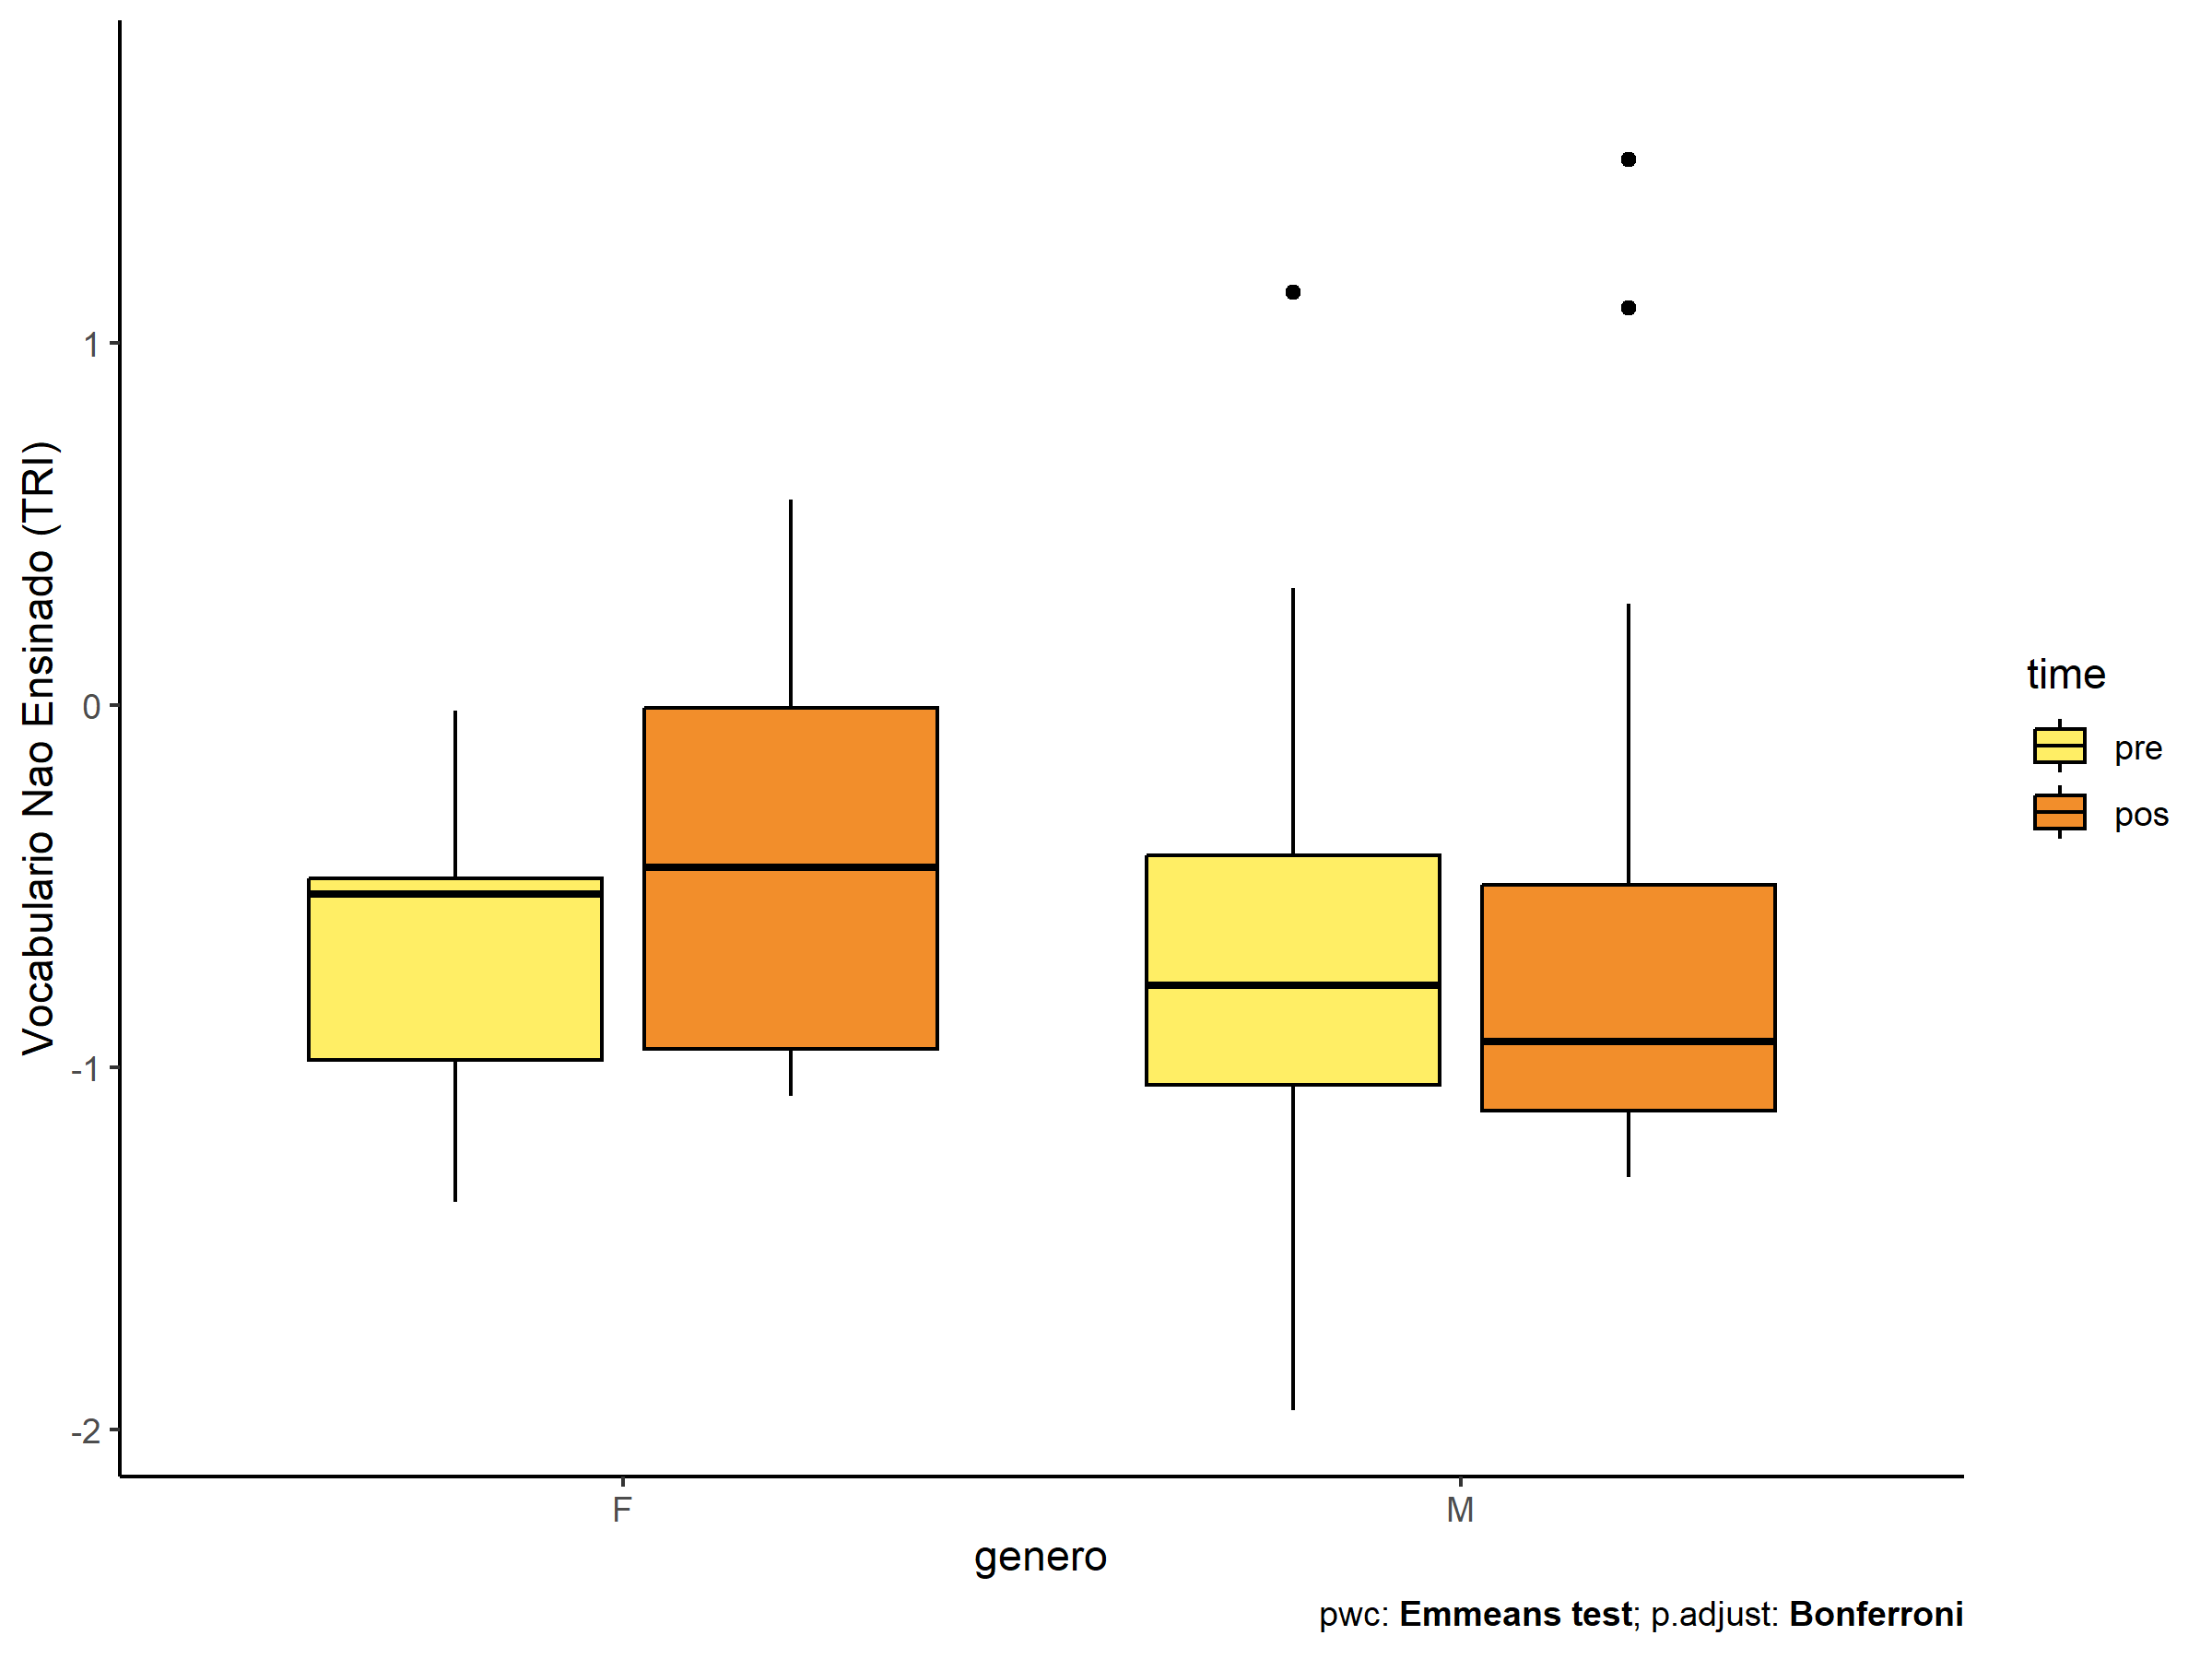 Vocabulario Nao Ensinado (TRI)
1
0
-1
-2
F
M
genero
time
pre
pos
pwc: Emmeans test; p.adjust: Bonferroni